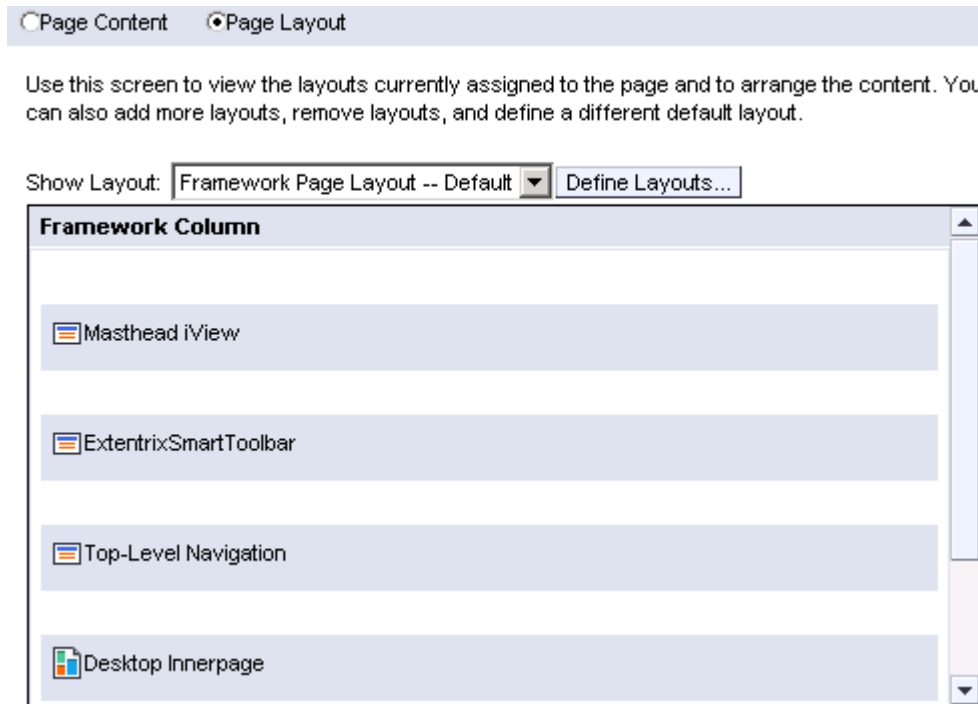 Page Content Page Layout
Use this screen to view the layouts currently assigned to the page and to arrange the content. You
can also add more layouts, remove layouts, and define a different default layout.
Show Layout: Framework Page Layout -- Default Define Layouts...
Framework Column
Masthead iView
ExtentrixSmartToolbar
Top-Level Navigation
Desktop Innerpage